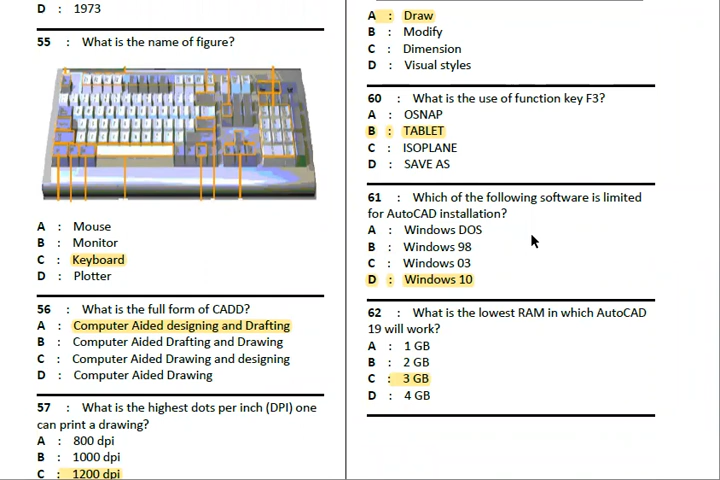 D : 1973
55 : What is the name of figure?
A : Mouse
B : Monitor
C : Keyboard
D : Plotter
56 : What is the full form of CADD?
A : Computer Aided designing and Drafting
B : Computer Aided Drafting and Drawing
C : Computer Aided Drawing and designing
D : Computer Aided Drawing
57 : What is the highest dots per inch (DPI) one
can print a drawing?
A : 800 dpi
B : 1000 dpi
C : 1200 dpi
A : Draw
B : Modify
C : Dimension
D : Visual styles
60 : What is the use of function key F3?
A : OSNAP
B : TABLET
C : ISOPLANE
D : SAVE AS
61 : Which of the following software is limited
for AutoCAD installation?
A : Windows DOS
B : Windows 98
C : Windows 03
D : Windows 10
62 : What is the lowest RAM in which AutoCAD
19 will work?
A : 1 GB
B : 2 GB
C : 3 GB
D : 4 GB